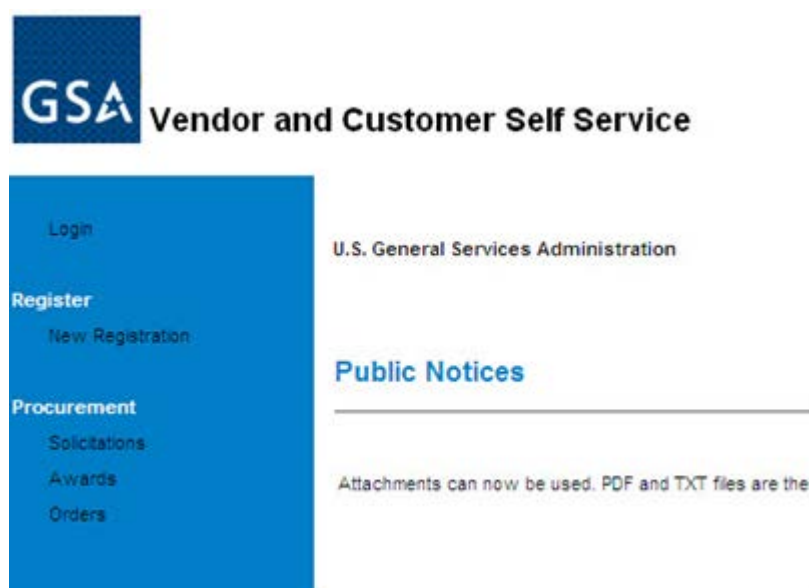 GSA Vendor and Customer Self Service
Login
Register
New Registration
Procurement
Solicitations
Awards
Orders
U.S. General Services Administration
Public Notices
Attachments can now be used. PDF and TXT files are the